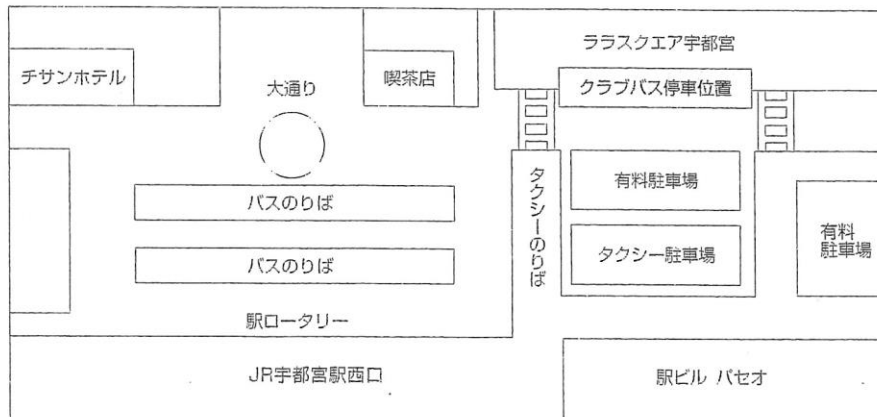 ララスクエア宇都宮
チサンホテル
大通り
喫茶店
クラブバス停車位置
バスのりば
タクシーのりば
有料駐車場
バスのりば
タクシー駐車場
有料
駐車場
駅ロータリー
JR宇都宮駅西口
駅ビル パセオ